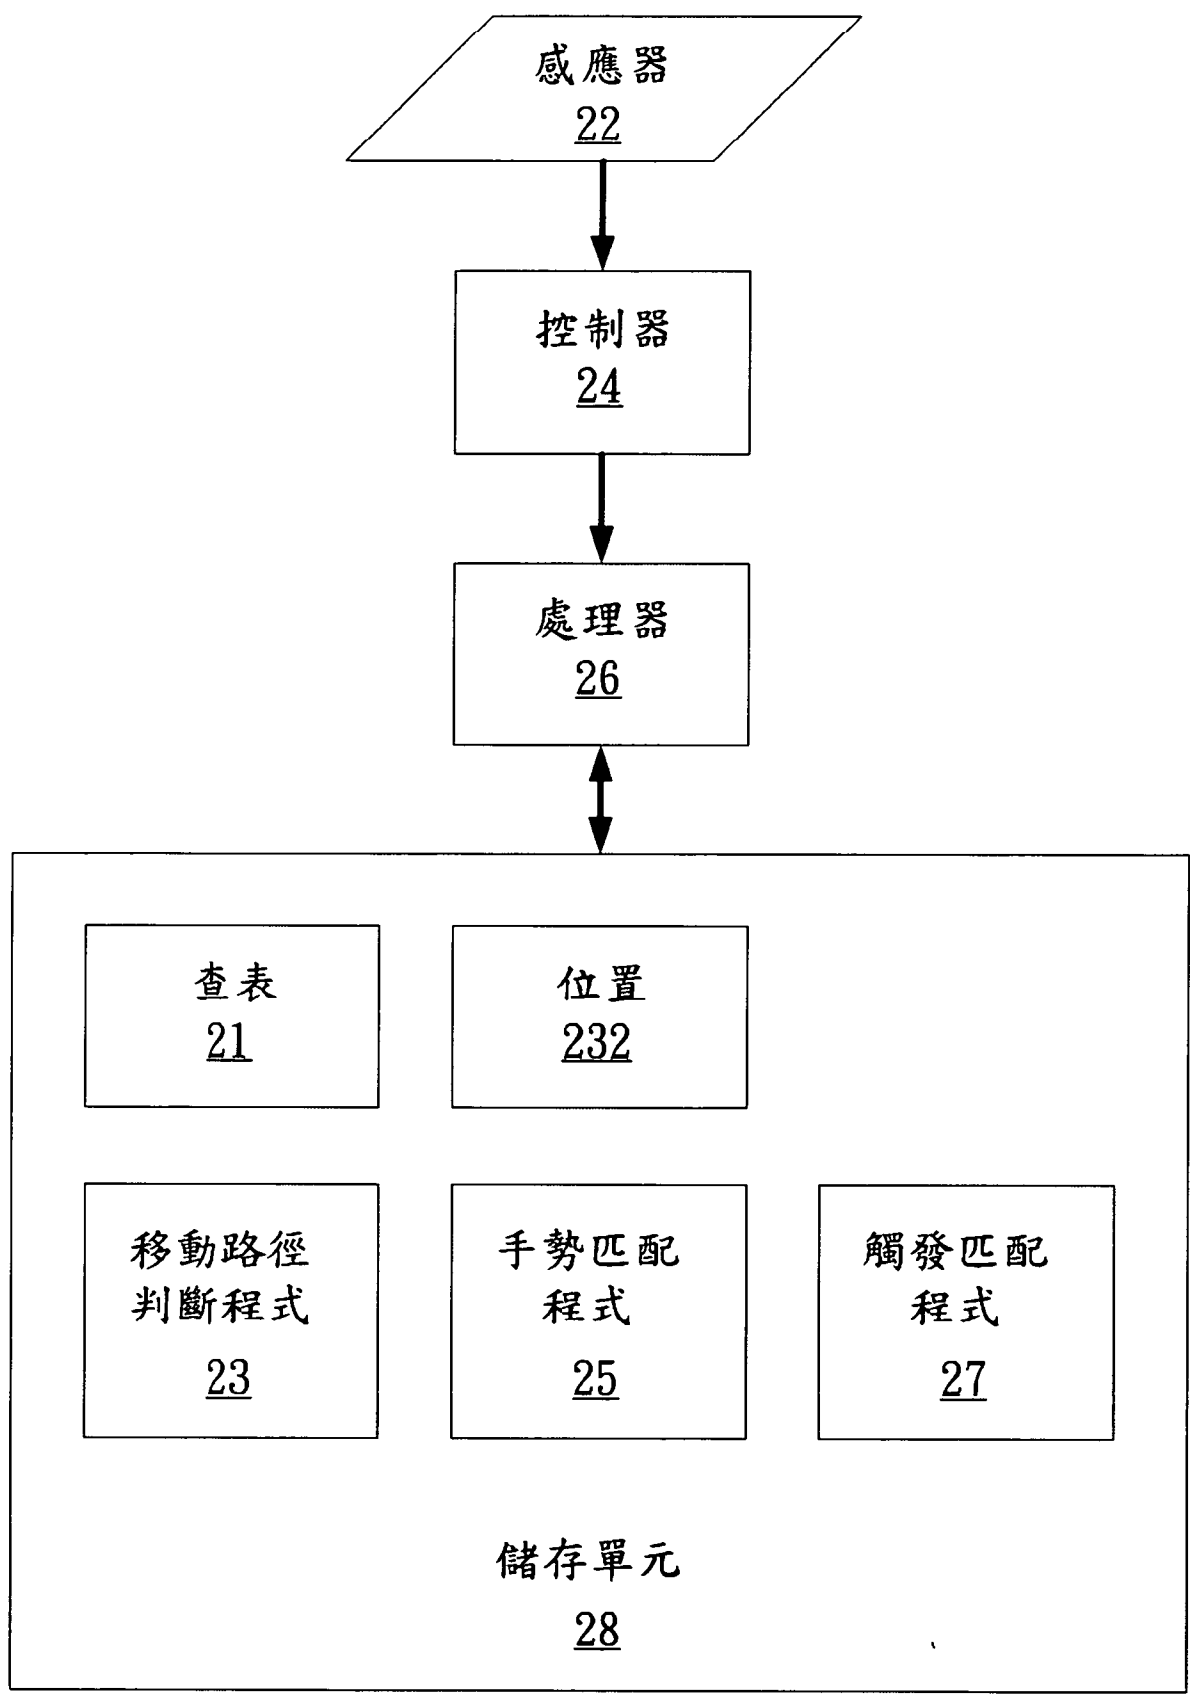 感應器
22
控制器
24
處理器
26
查表
21
位置
232
移動路徑
判斷程式
23
手勢匹配
程式
25
觸發匹配
程式
27
儲存單元
28